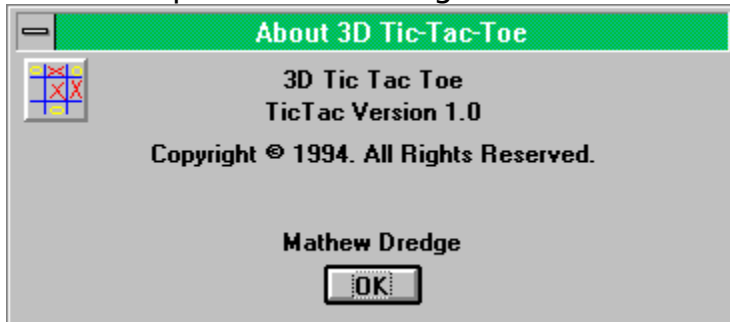 About 3D Tic-Tac-Toe
3D Tic Tac Toe
TicTac Version 1.0
Copyright © 1994. All Rights Reserved.
Mathew Dredge
OK